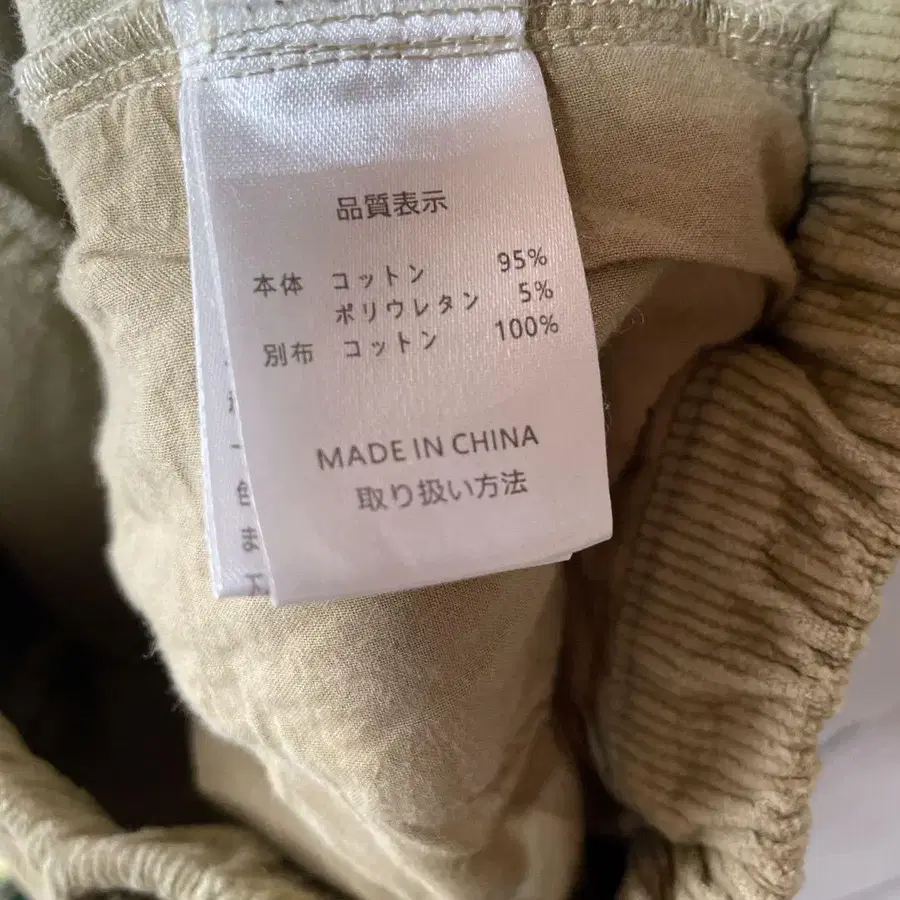 品質表示
本体 コットン 95%
ポリウレタン 5%
別布 コットン 100%
MADE IN CHINA
取り扱い方法
ま